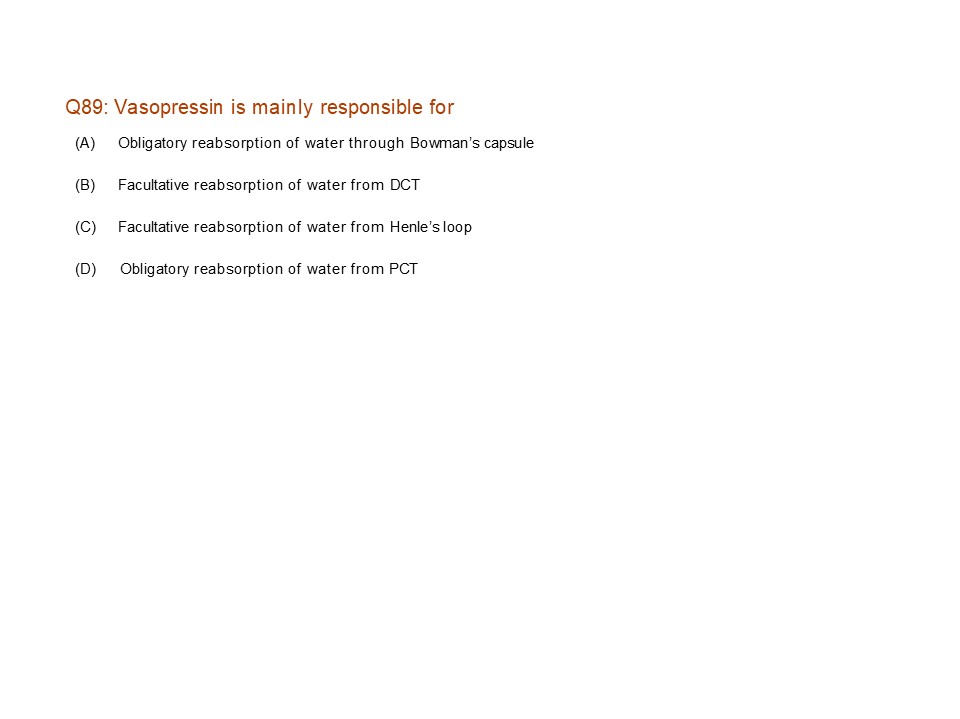 Q89: Vasopressin is mainly responsible for
(A) Obligatory reabsorption of water through Bowman’s capsule
(B) Facultative reabsorption of water from DCT
(C) Facultative reabsorption of water from Henle’s loop
(D) Obligatory reabsorption of water from PCT